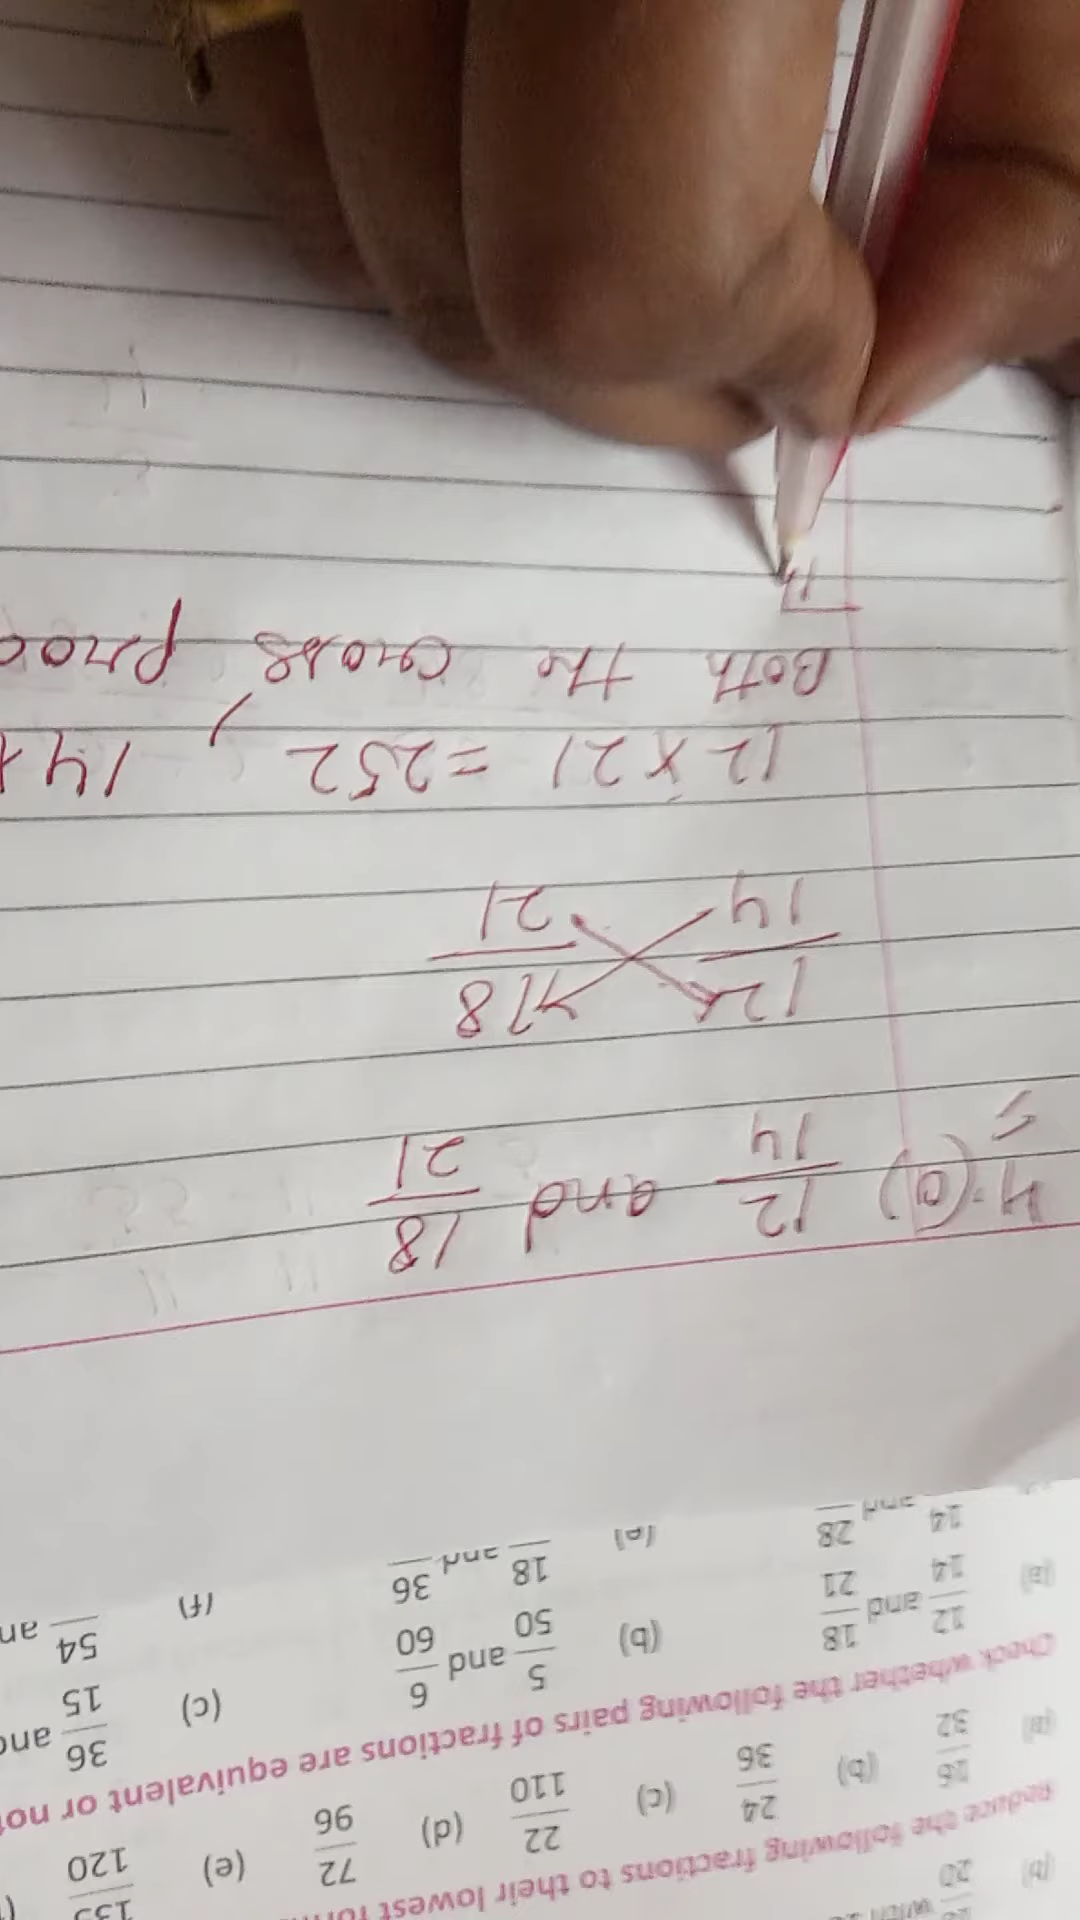 20
(b)
Reduce the following fractions to their lowest
(a) 16/32 (b) 24/36 (c) 22/110 (d) 72/96 (e) 120
Check whether the following pairs of fractions are equivalent or
(a) 12/14 and 18/21 (b) 5/50 and 6/60 (c) 36/15
14 and 28 18 and 36 (f) 54
4.(a) 12/14 and 18/21
12/14 18/21
12 x 21 = 252 , 14
Both the cross